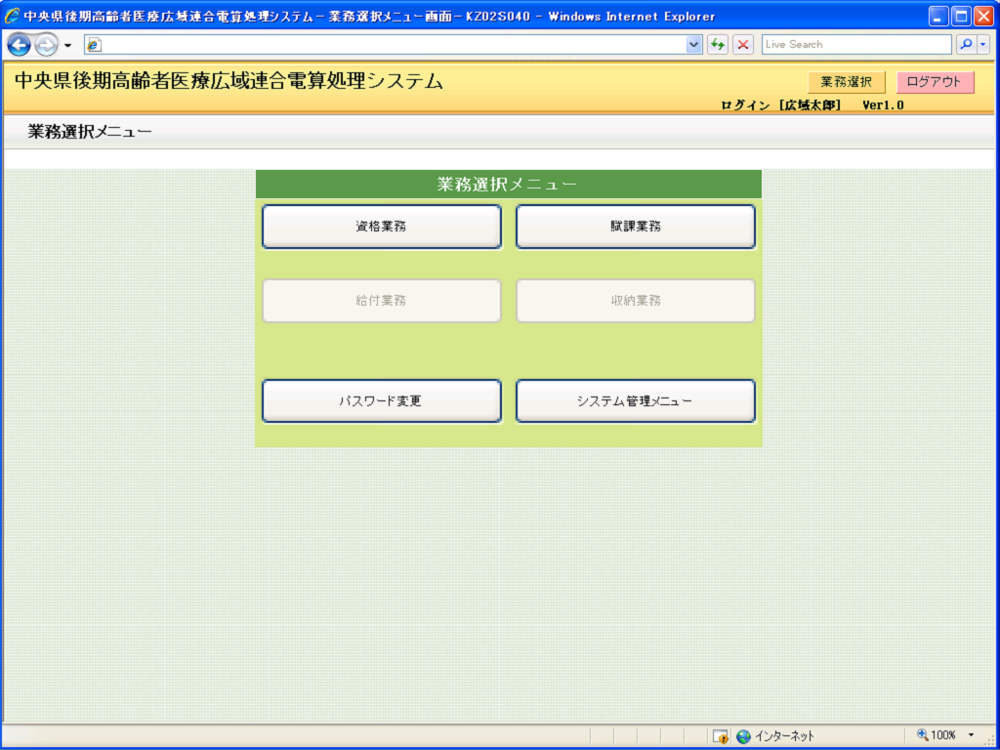 中央県後期高齢者医療広域連合電算処理システム－業務選択メニュー画面－KZ02S040 - Windows Internet Explorer
Live Search
中央県後期高齢者医療広域連合電算処理システム
業務選択 ログアウト
ログイン [広域太郎] Ver1.0
業務選択メニュー
業務選択メニュー
資格業務 賦課業務
給付業務 収納業務
パスワード変更 システム管理メニュー
インターネット 100%